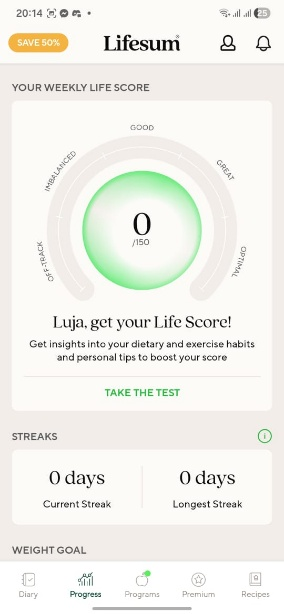 20:14
25
SAVE 50%
Lifesum
YOUR WEEKLY LIFE SCORE
GOOD
IMBALANCED
GREAT
OFF-TRACK
OPTIMAL
0
/150
Luja, get your Life Score!
Get insights into your dietary and exercise habits
and personal tips to boost your score
TAKE THE TEST
STREAKS
0 days
0 days
Current Streak
Longest Streak
WEIGHT GOAL
Diary
Progress
Programs
Premium
Recipes